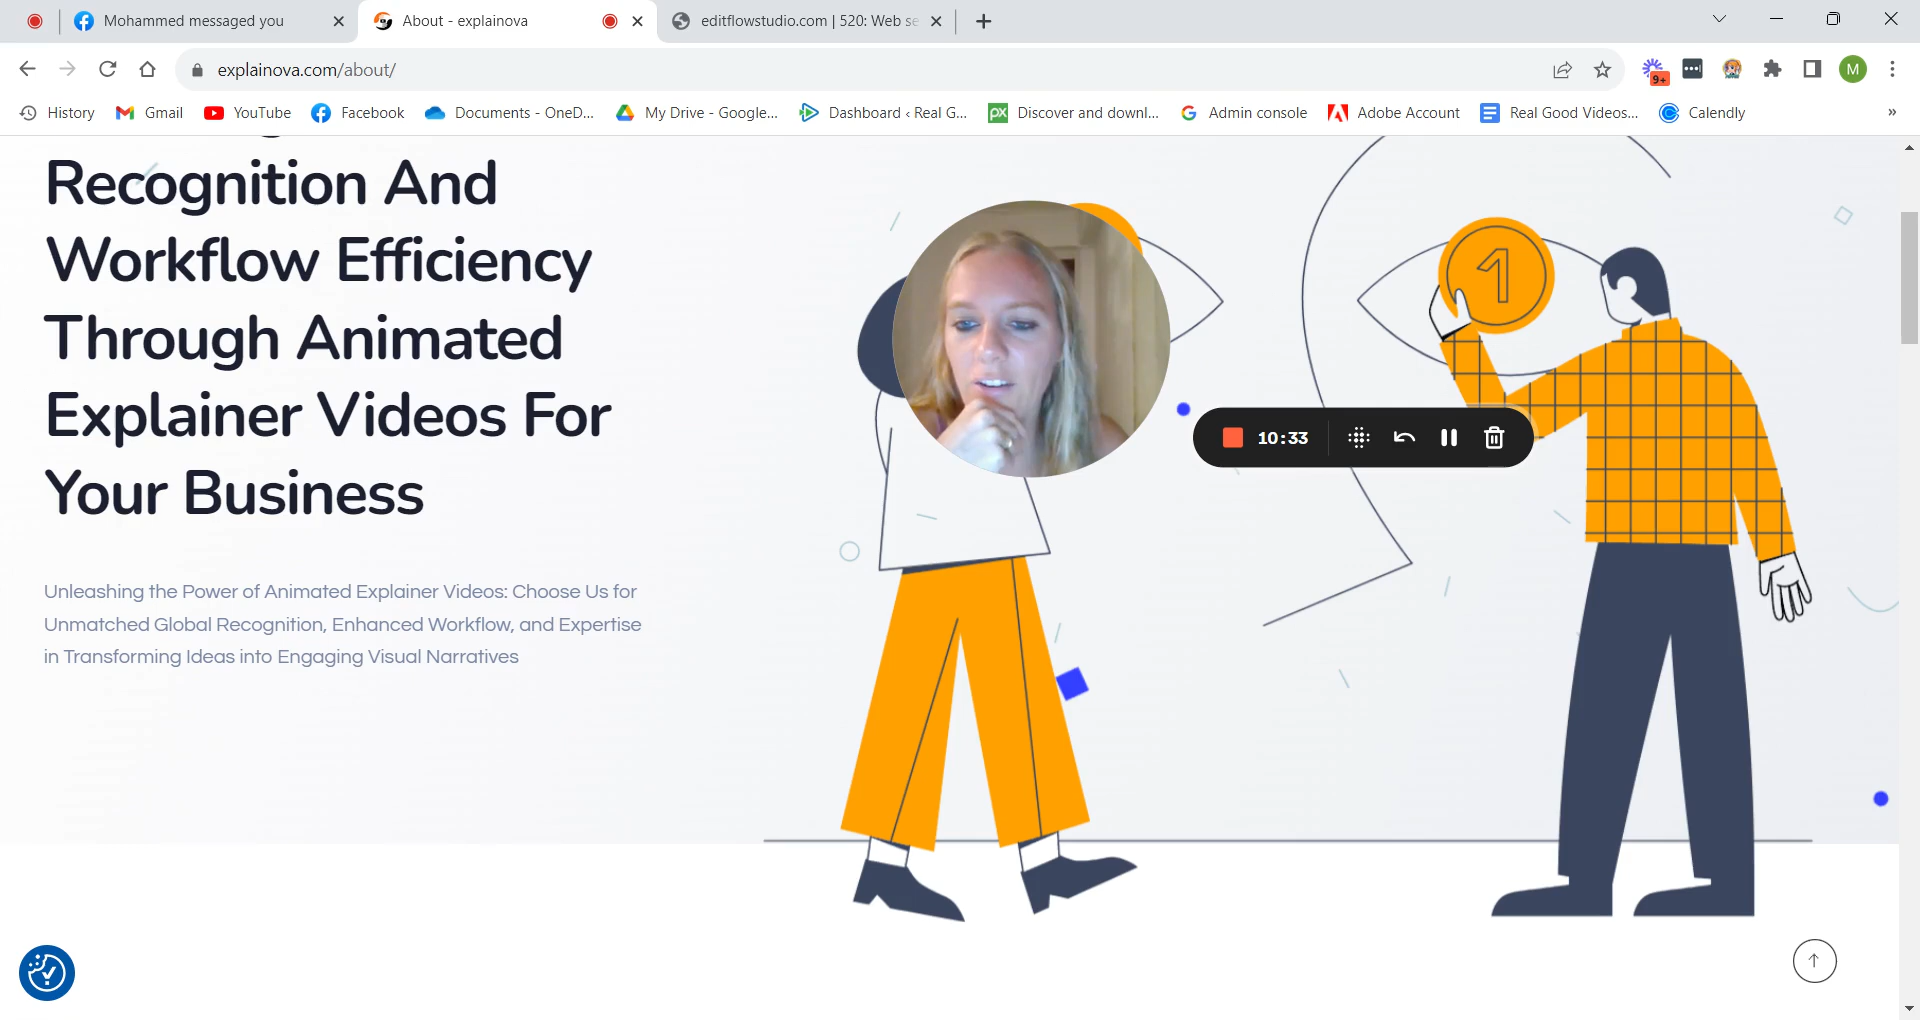 Mohammed messaged you
About - explainova
editflowstudio.com | 520: Web se
explainova.com/about/
9+
M
History
Gmail
YouTube
Facebook
Documents - OneD...
My Drive - Google...
Dashboard ‹ Real G...
px
Discover and downl...
Admin console
Adobe Account
Real Good Videos...
Calendly
»
Recognition And
Workflow Efficiency
Through Animated
Explainer Videos For
Your Business
1
10:33
Unleashing the Power of Animated Explainer Videos: Choose Us for
Unmatched Global Recognition, Enhanced Workflow, and Expertise
in Transforming Ideas into Engaging Visual Narratives